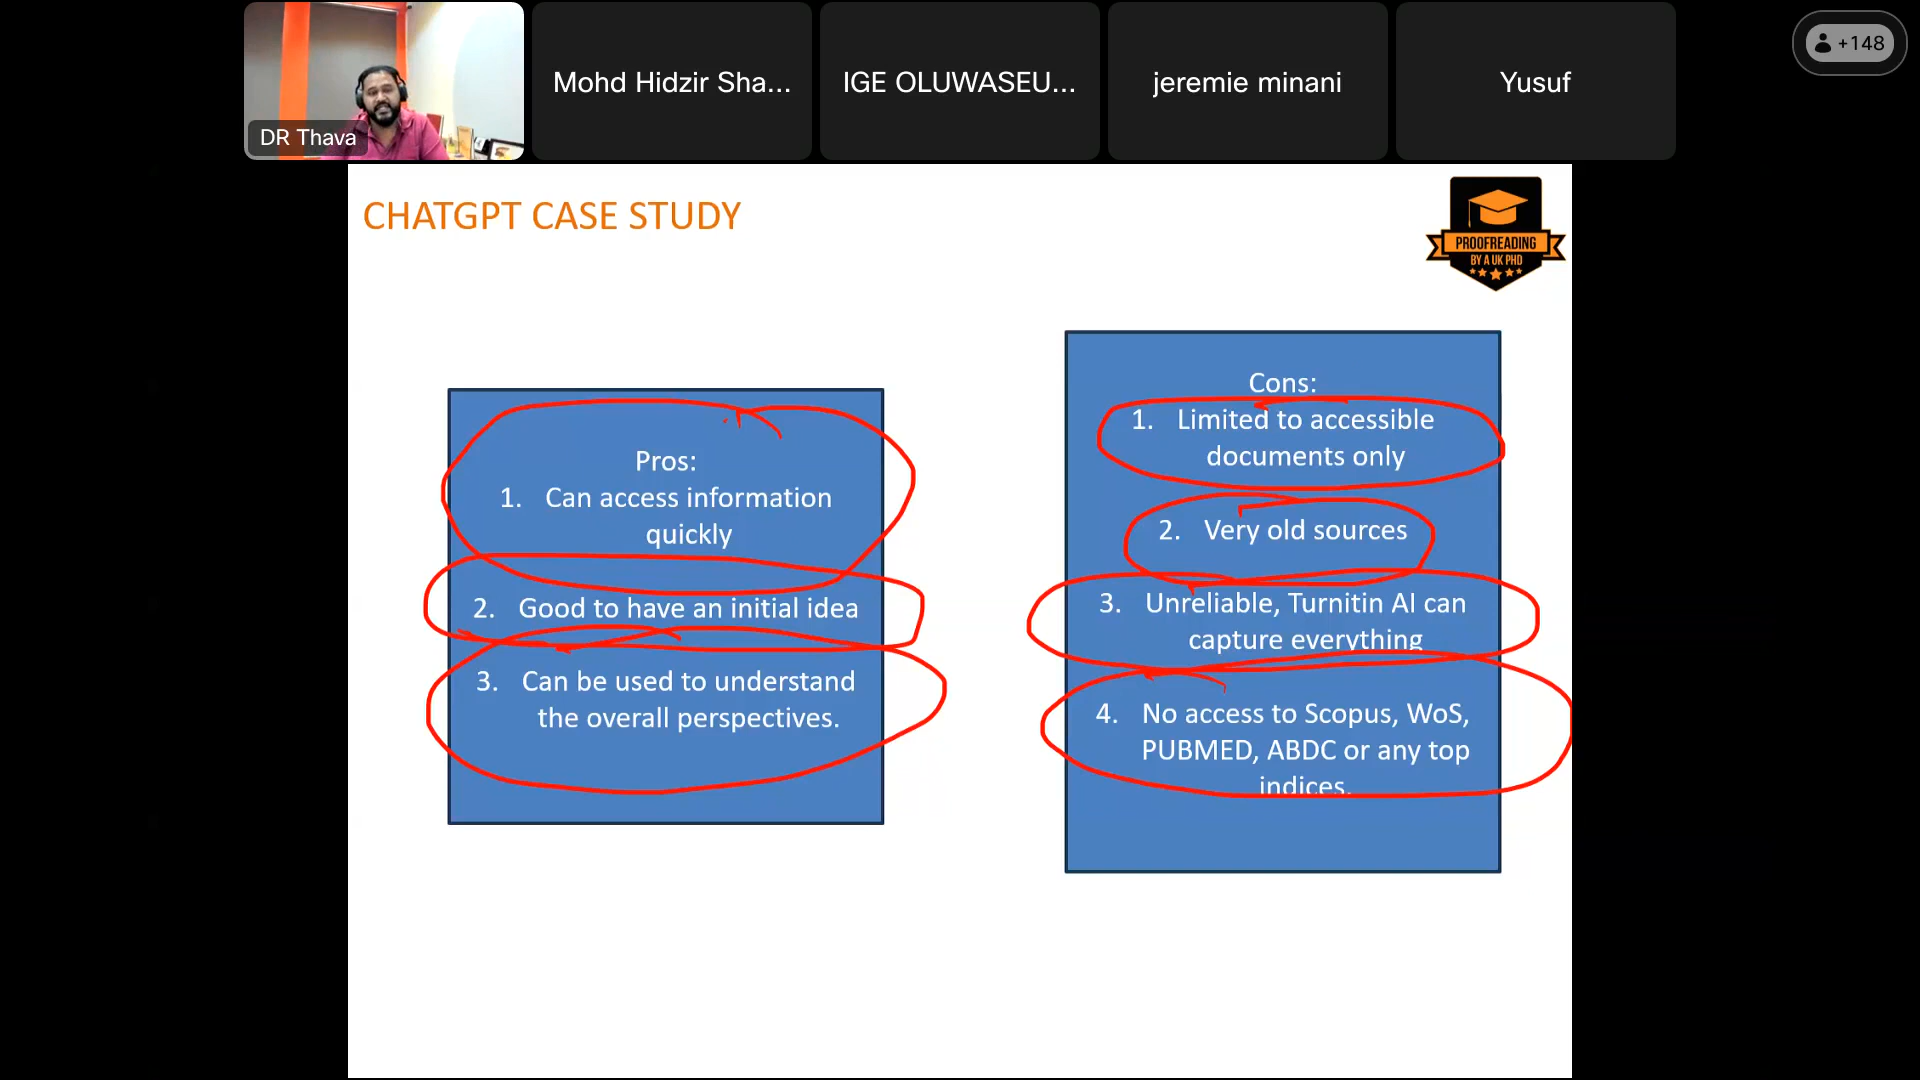 DR Thava
Mohd Hidzir Sha...
IGE OLUWASEU...
jeremie minani
Yusuf
+148
CHATGPT CASE STUDY
PROOFREADING
BY A UK PHD
Pros:
1. Can access information
quickly
2. Good to have an initial idea
3. Can be used to understand
the overall perspectives.
Cons:
1. Limited to accessible
documents only
2. Very old sources
3. Unreliable, Turnitin AI can
capture everything
4. No access to Scopus, WoS,
PUBMED, ABDC or any top
indices.